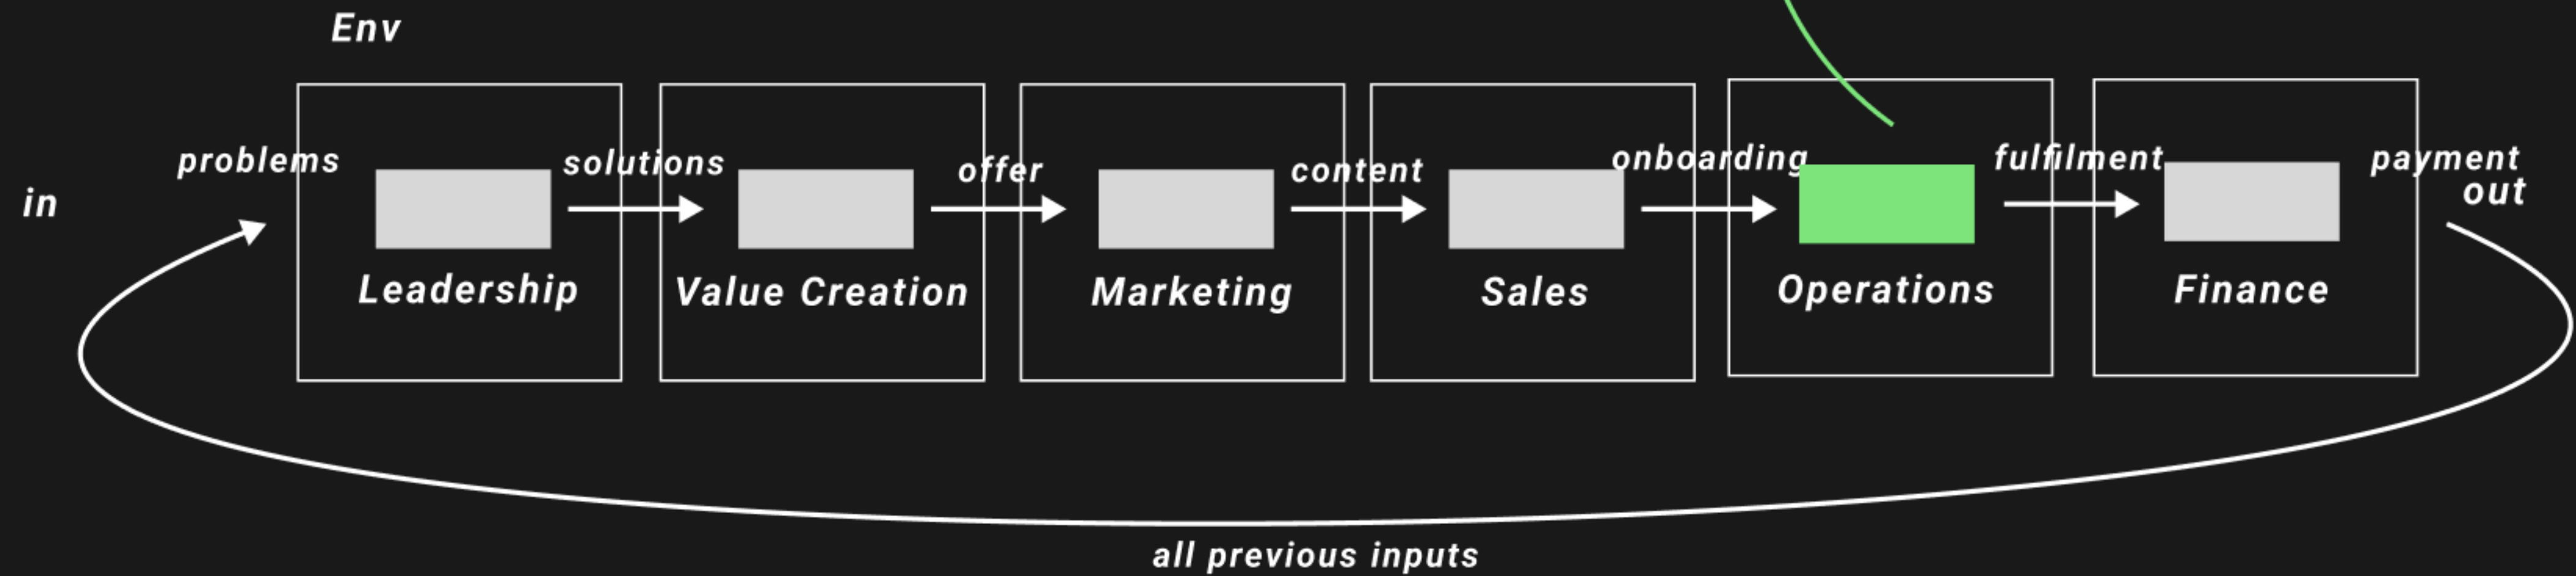 Env
in
problems
solutions
offer
content
onboarding
fulfilment
payment
out
Leadership
Value Creation
Marketing
Sales
Operations
Finance
all previous inputs